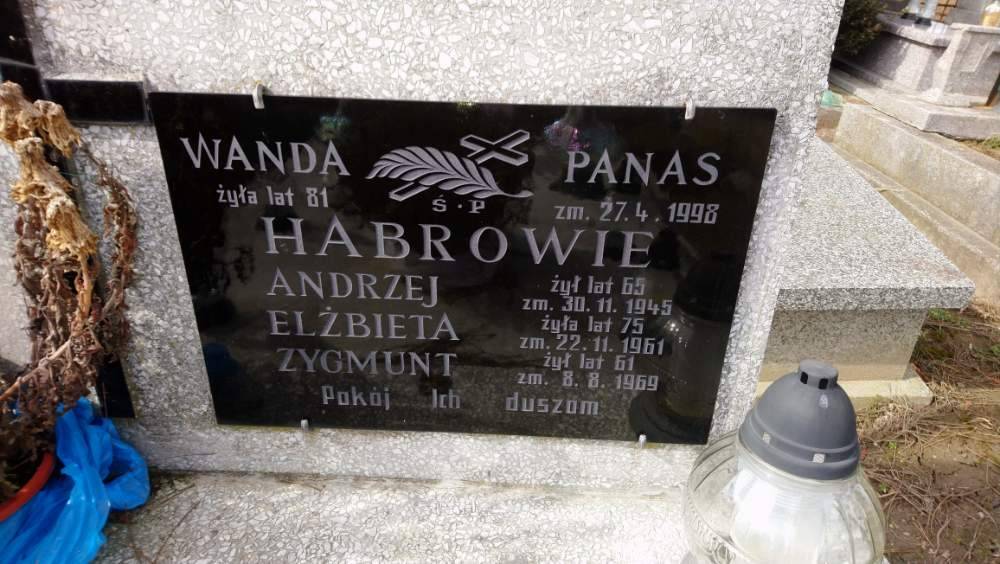 WANDA PANAS
żyła lat 81 Ś.P zm. 27.4.1998
HABROWIE
ANDRZEJ żył lat 65
zm. 30.11.1945
ELŻBIETA żyła lat 75
zm. 22.11.1961
ZYGMUNT żył lat 61
zm. 8.8.1969
Pokój Ich duszom